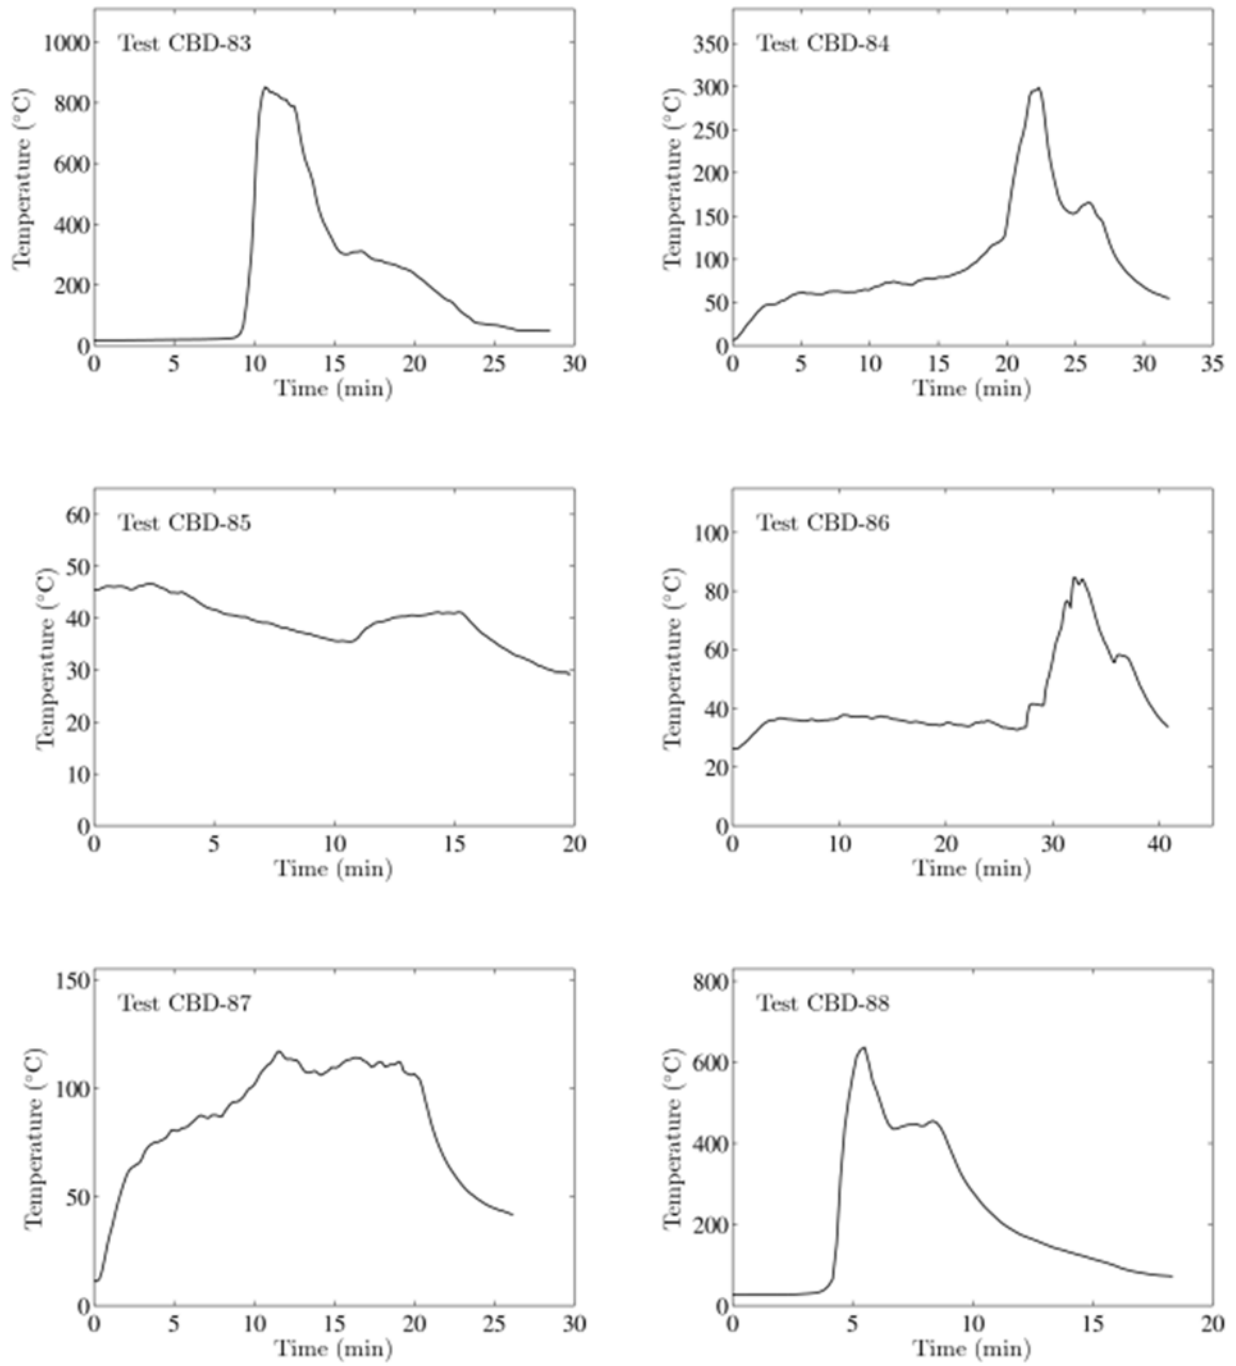 Test CBD-83
Temperature (°C)
1000
800
600
400
200
0
0 5 10 15 20 25 30
Time (min)
Test CBD-84
Temperature (°C)
350
300
250
200
150
100
50
0
0 5 10 15 20 25 30 35
Time (min)
Test CBD-85
Temperature (°C)
60
50
40
30
20
10
0
0 5 10 15 20
Time (min)
Test CBD-86
Temperature (°C)
100
80
60
40
20
0
0 10 20 30 40
Time (min)
Test CBD-87
Temperature (°C)
150
100
50
0
0 5 10 15 20 25 30
Time (min)
Test CBD-88
Temperature (°C)
800
600
400
200
0
0 5 10 15 20
Time (min)